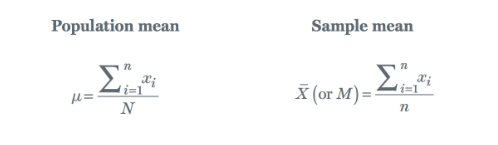 Population mean
Sample mean
μ = ∑ⁿᵢ₌₁ xᵢ / N
X̄ (or M) = ∑ⁿᵢ₌₁ xᵢ / n